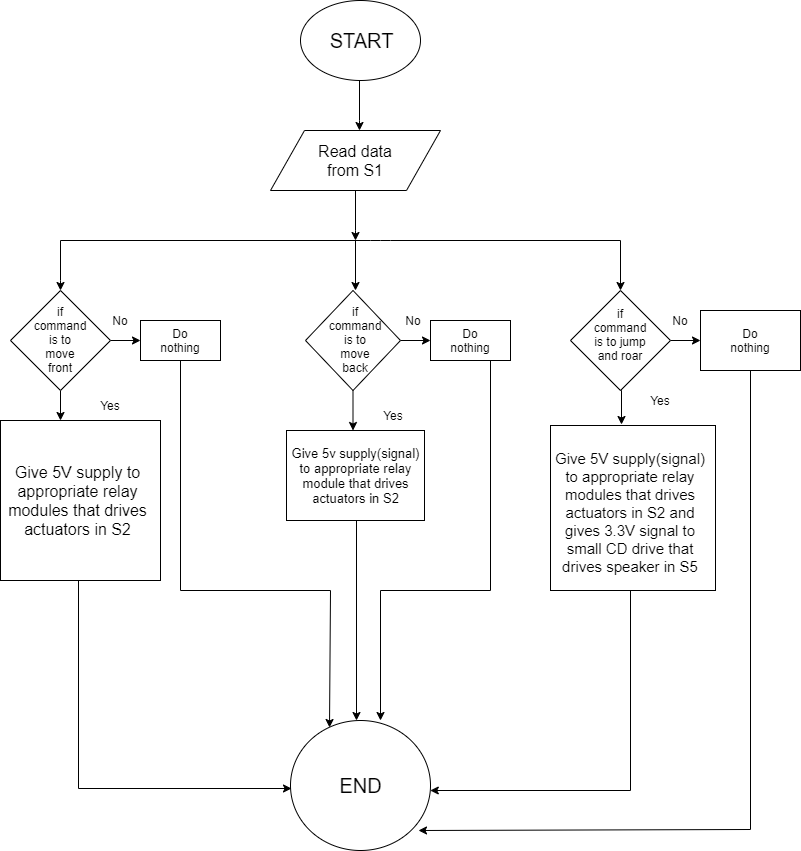 START
Read data
from S1
if
command
is to
move
front
No
Do
nothing
Yes
Give 5V supply to
appropriate relay
modules that drives
actuators in S2
if
command
is to
move
back
No
Do
nothing
Yes
Give 5v supply(signal)
to appropriate relay
module that drives
actuators in S2
if
command
is to jump
and roar
No
Do
nothing
Yes
Give 5V supply(signal)
to appropriate relay
modules that drives
actuators in S2 and
gives 3.3V signal to
small CD drive that
drives speaker in S5
END